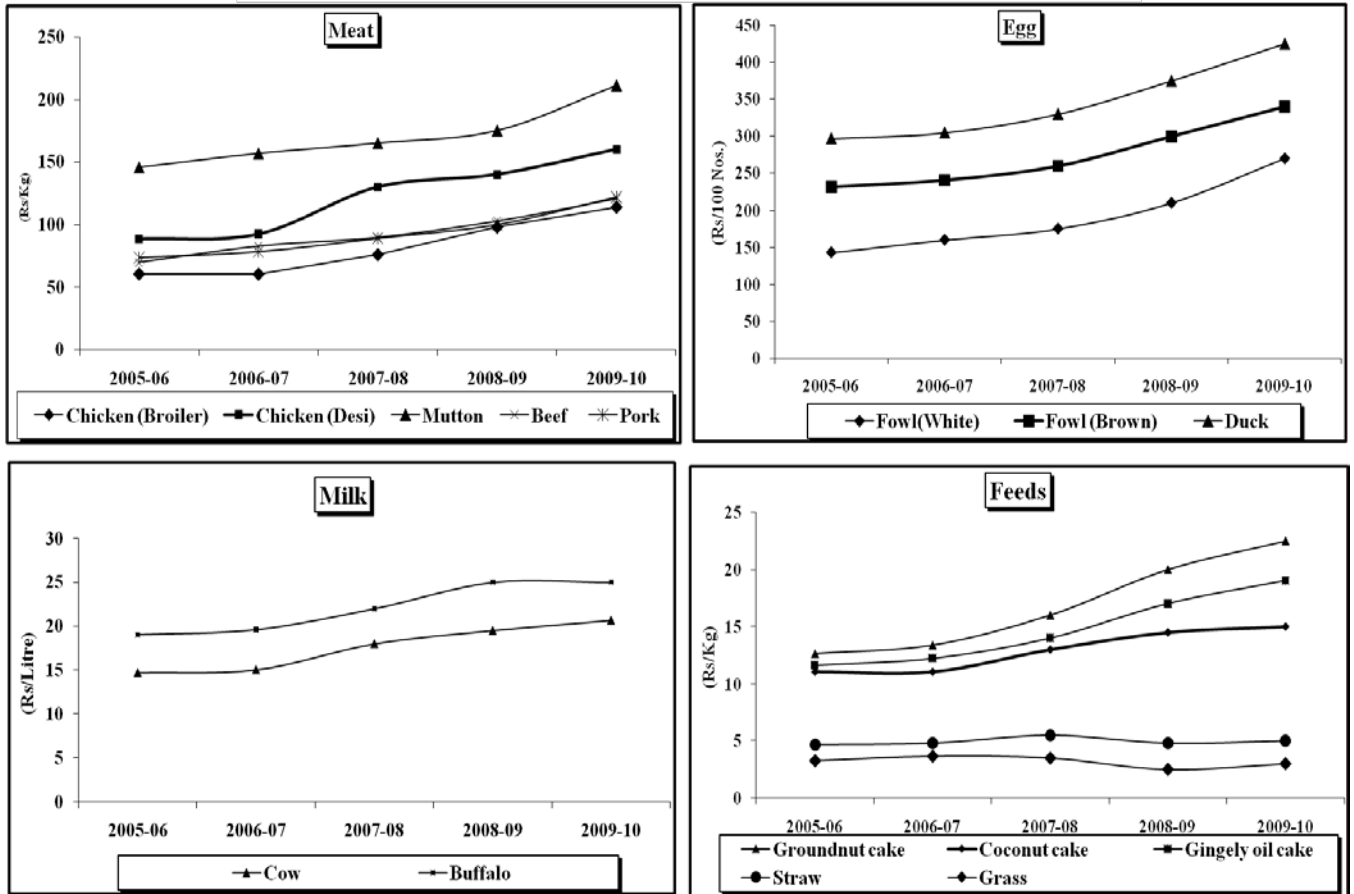 Meat
(Rs/Kg)
250
200
150
100
50
0
2005-06 2006-07 2007-08 2008-09 2009-10
Chicken (Broiler) Chicken (Desi) Mutton Beef Pork
Egg
(Rs/100 Nos.)
450
400
350
300
250
200
150
100
50
0
2005-06 2006-07 2007-08 2008-09 2009-10
Fowl(White) Fowl (Brown) Duck
Milk
(Rs/Litre)
30
25
20
15
10
5
0
2005-06 2006-07 2007-08 2008-09 2009-10
Cow Buffalo
Feeds
(Rs/Kg)
25
20
15
10
5
0
2005-06 2006-07 2007-08 2008-09 2009-10
Groundnut cake Coconut cake Gingely oil cake
Straw Grass